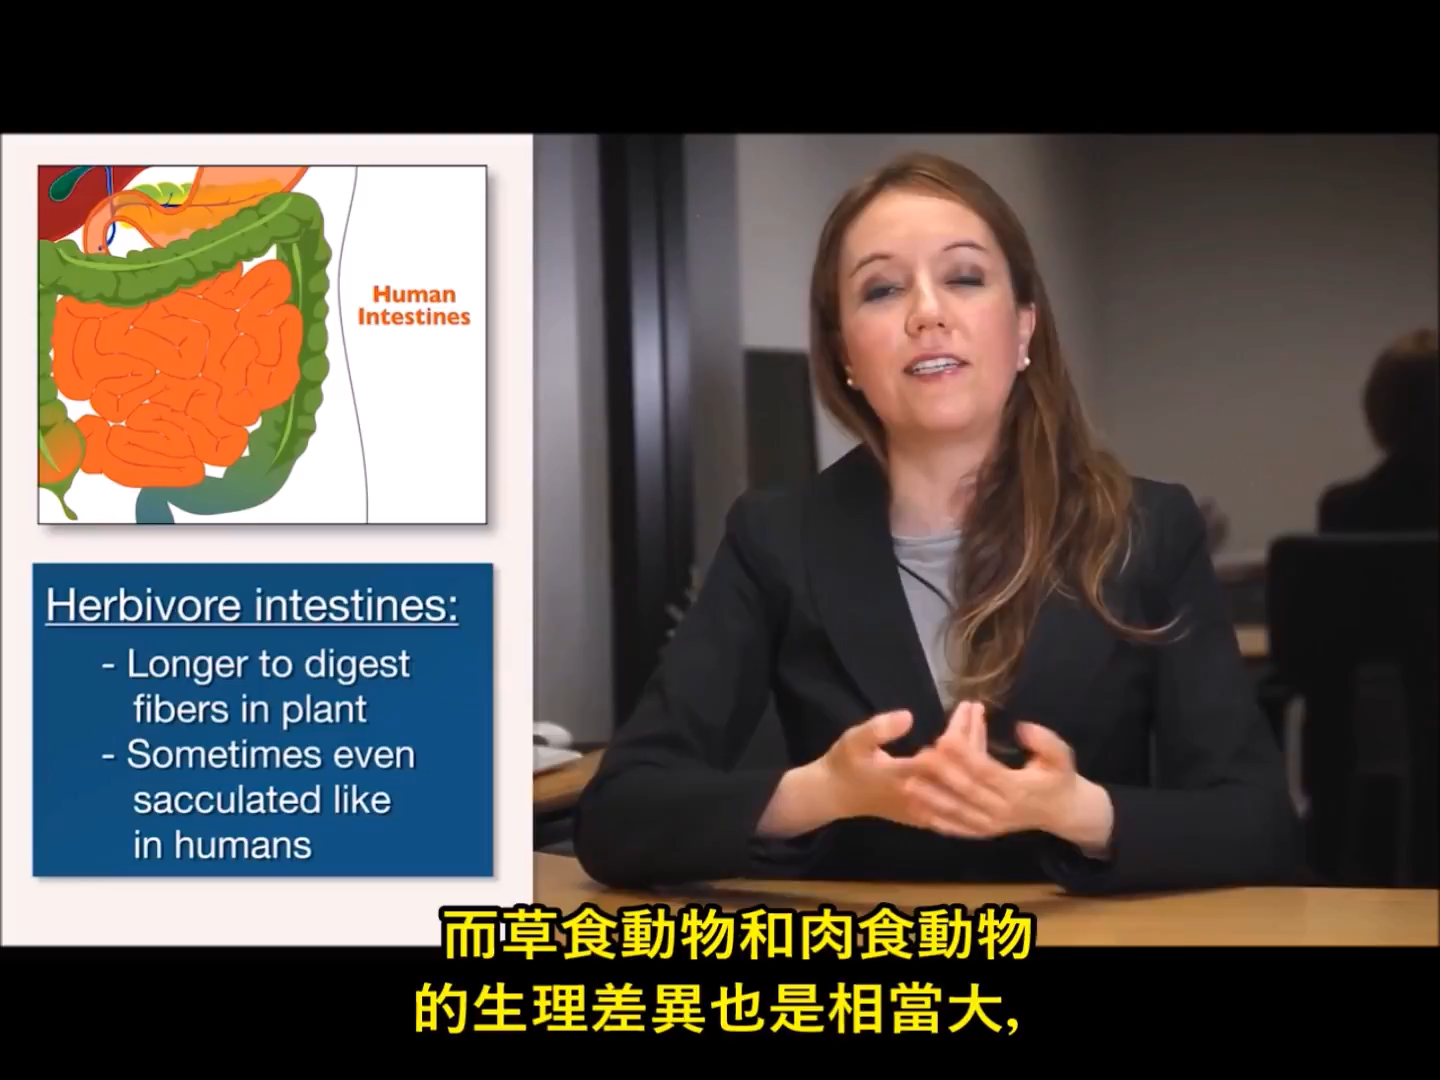 Human
Intestines
Herbivore intestines:
- Longer to digest
fibers in plant
- Sometimes even
sacculated like
in humans
而草食動物和肉食動物
的生理差異也是相當大,